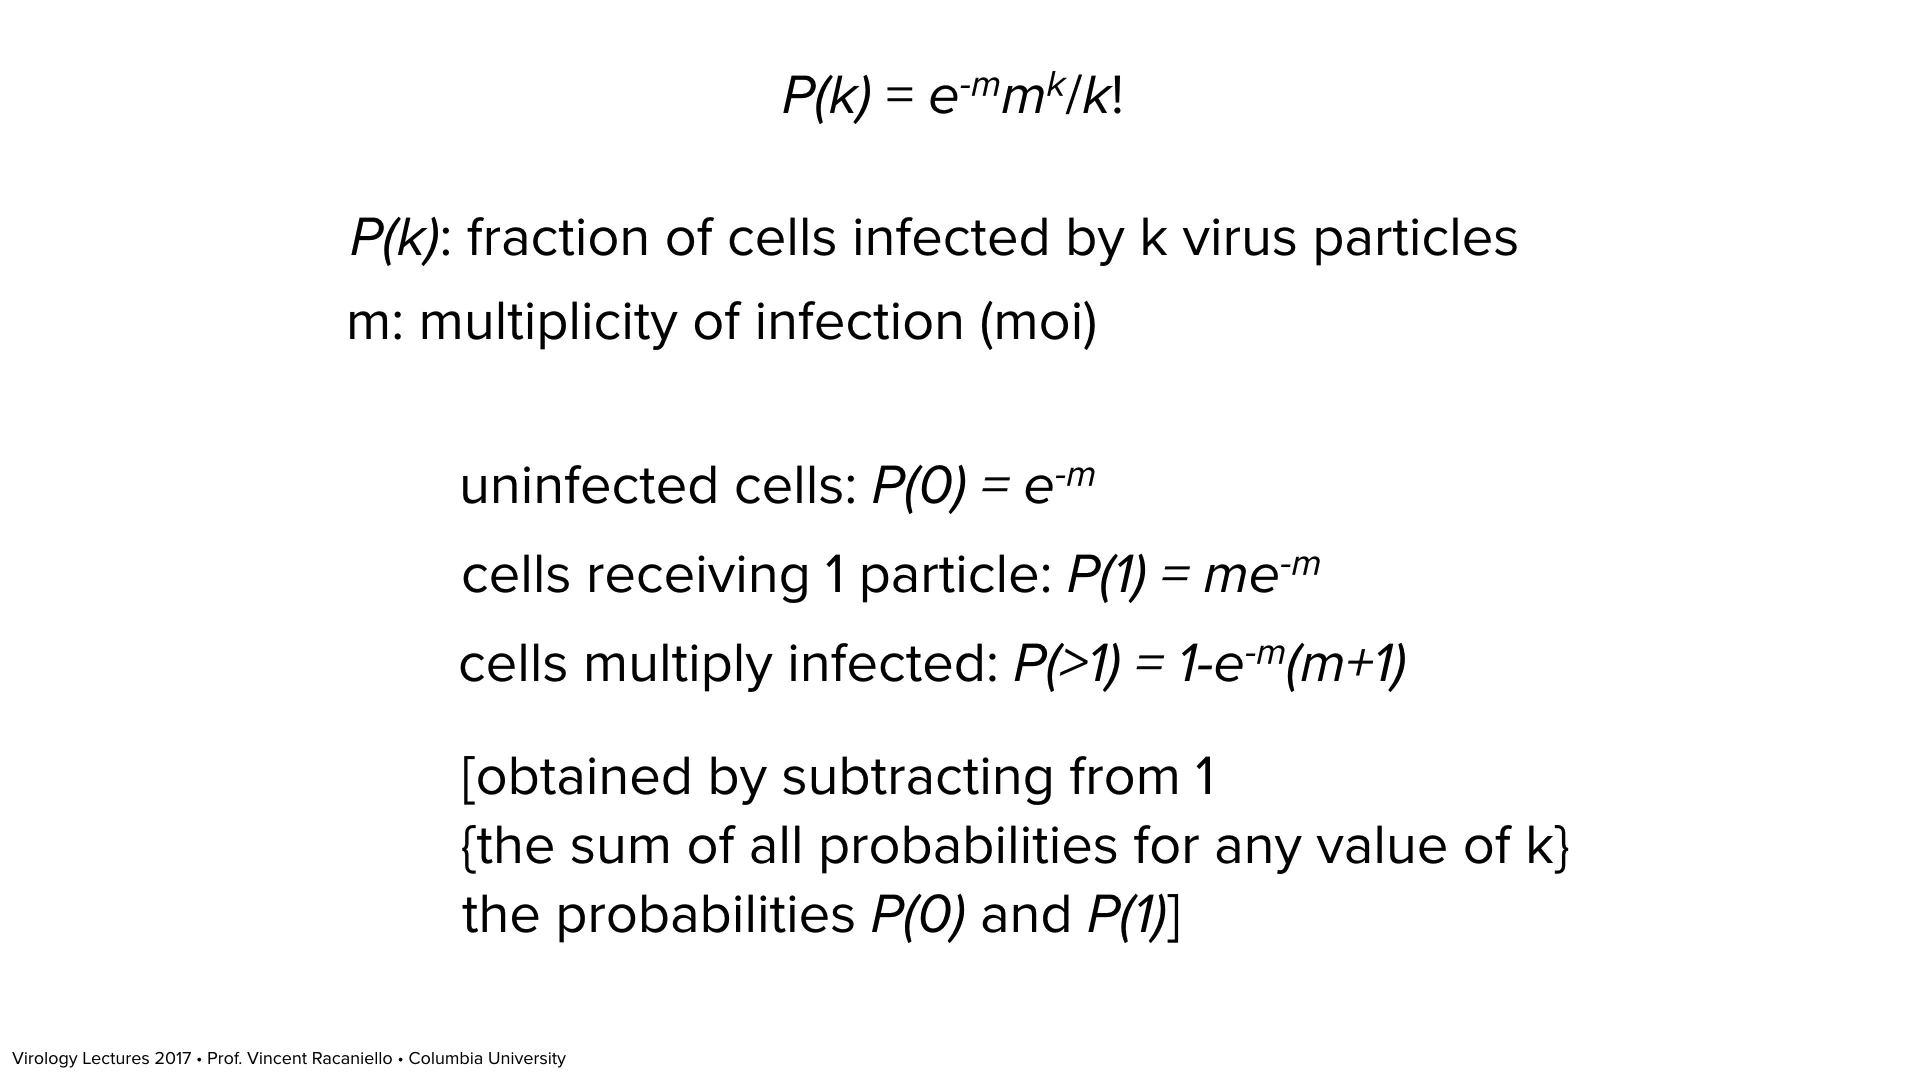 P(k) = e⁻ᵐmᵏ/k!
P(k): fraction of cells infected by k virus particles
m: multiplicity of infection (moi)
uninfected cells: P(0) = e⁻ᵐ
cells receiving 1 particle: P(1) = me⁻ᵐ
cells multiply infected: P(>1) = 1-e⁻ᵐ(m+1)
[obtained by subtracting from 1
{the sum of all probabilities for any value of k}
the probabilities P(0) and P(1)]
Virology Lectures 2017 • Prof. Vincent Racaniello • Columbia University